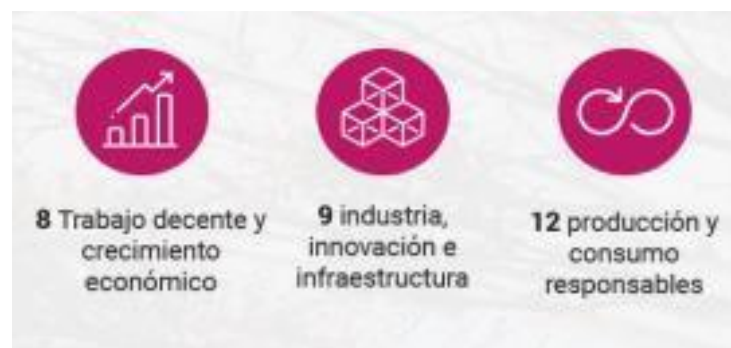 8 Trabajo decente y
crecimiento
económico
9 industria,
innovación e
infraestructura
12 producción y
consumo
responsables